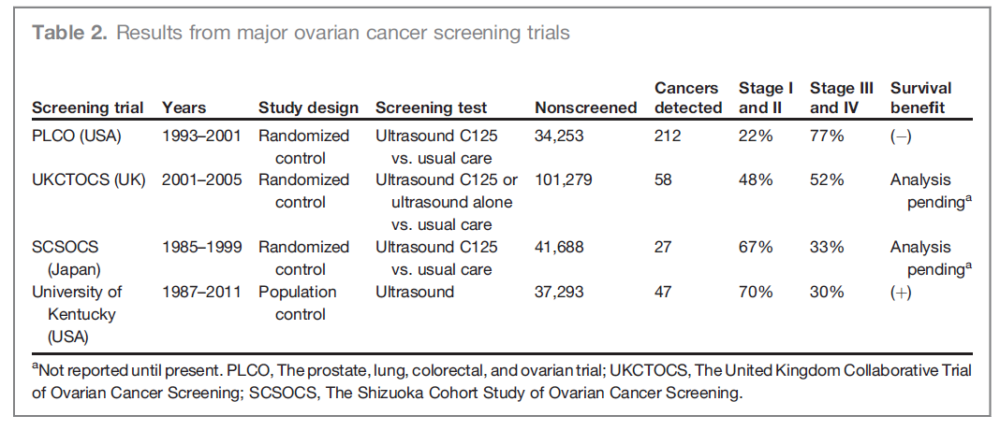 Table 2. Results from major ovarian cancer screening trials
Cancers Stage I Stage III Survival
Screening trial Years Study design Screening test Nonscreened detected and II and IV benefit
PLCO (USA) 1993–2001 Randomized Ultrasound C125 34,253 212 22% 77% (−)
control vs. usual care
UKCTOCS (UK) 2001–2005 Randomized Ultrasound C125 or 101,279 58 48% 52% Analysis
control ultrasound alone pendingᵃ
vs. usual care
SCSOCS 1985–1999 Randomized Ultrasound C125 41,688 27 67% 33% Analysis
(Japan) control vs. usual care pendingᵃ
University of 1987–2011 Population Ultrasound 37,293 47 70% 30% (+)
Kentucky control
(USA)
ᵃNot reported until present. PLCO, The prostate, lung, colorectal, and ovarian trial; UKCTOCS, The United Kingdom Collaborative Trial
of Ovarian Cancer Screening; SCSOCS, The Shizuoka Cohort Study of Ovarian Cancer Screening.